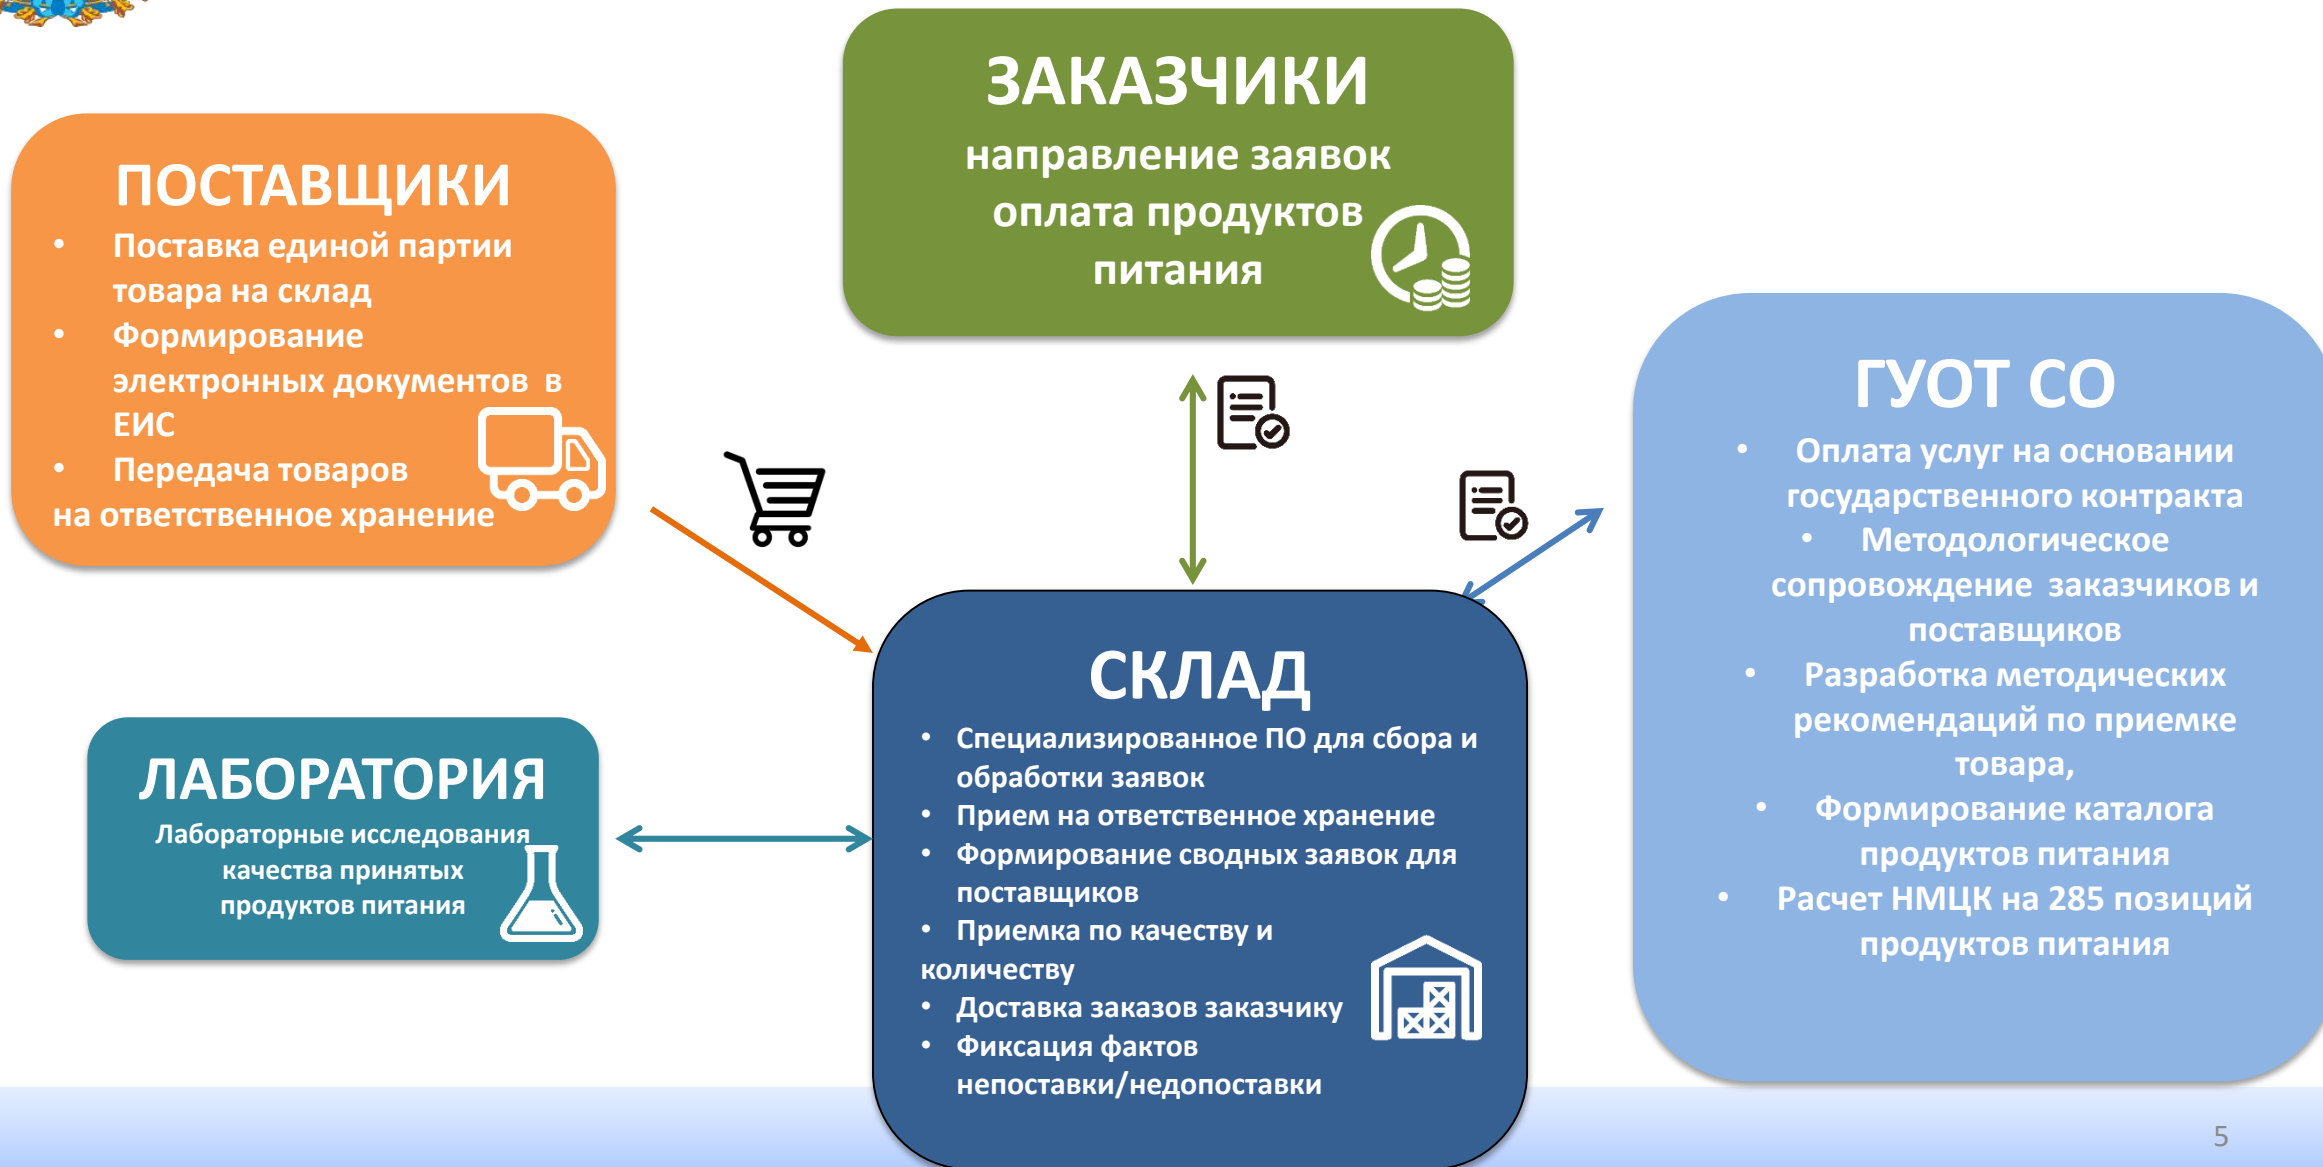 ЗАКАЗЧИКИ
направление заявок
оплата продуктов
питания
ПОСТАВЩИКИ
• Поставка единой партии
товара на склад
• Формирование
электронных документов в
ЕИС
• Передача товаров
на ответственное хранение
ГУОТ СО
• Оплата услуг на основании
государственного контракта
• Методологическое
сопровождение заказчиков и
поставщиков
• Разработка методических
рекомендаций по приемке
товара,
• Формирование каталога
продуктов питания
• Расчет НМЦК на 285 позиций
продуктов питания
ЛАБОРАТОРИЯ
Лабораторные исследования
качества принятых
продуктов питания
СКЛАД
• Специализированное ПО для сбора и
обработки заявок
• Прием на ответственное хранение
• Формирование сводных заявок для
поставщиков
• Приемка по качеству и
количеству
• Доставка заказов заказчику
• Фиксация фактов
непоставки/недопоставки
5